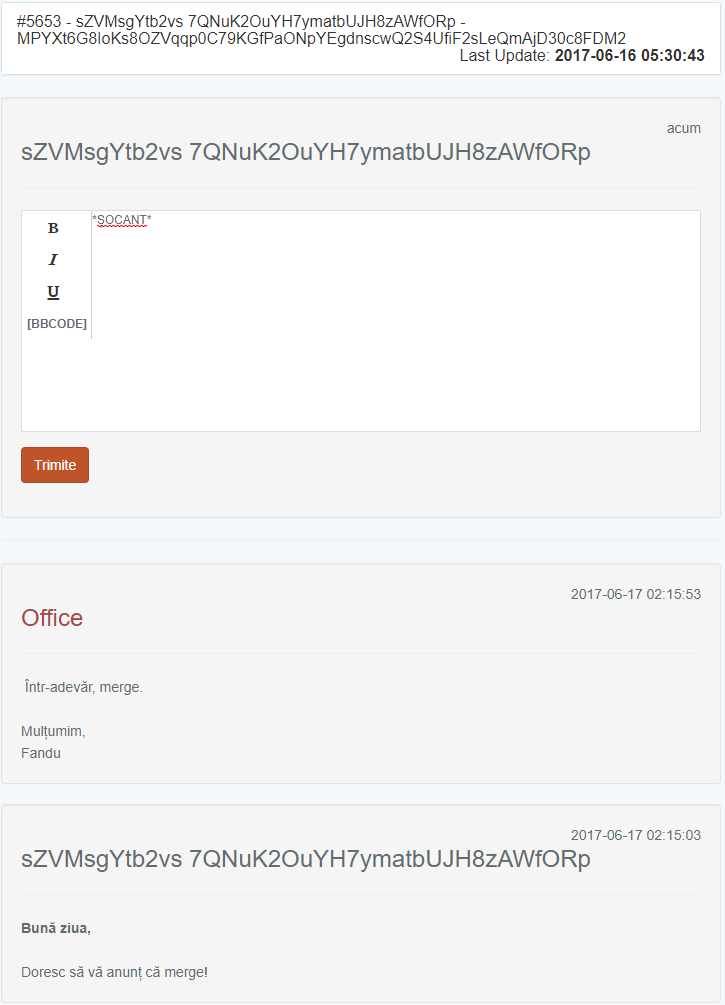 #5653 - sZVMsgYtb2vs 7QNuK2OuYH7ymatbUJH8zAWfORp -
MPYXt6G8IoKs8OZVqqp0C79KGfPaONpYEgdnscwQ2S4UfiF2sLeQmAjD30c8FDM2
Last Update: 2017-06-16 05:30:43
acum
sZVMsgYtb2vs 7QNuK2OuYH7ymatbUJH8zAWfORp
B
*SOCANT*
I
U
[BBCODE]
Trimite
2017-06-17 02:15:53
Office
Într-adevăr, merge.
Mulțumim,
Fandu
2017-06-17 02:15:03
sZVMsgYtb2vs 7QNuK2OuYH7ymatbUJH8zAWfORp
Bună ziua,
Doresc să vă anunț că merge!